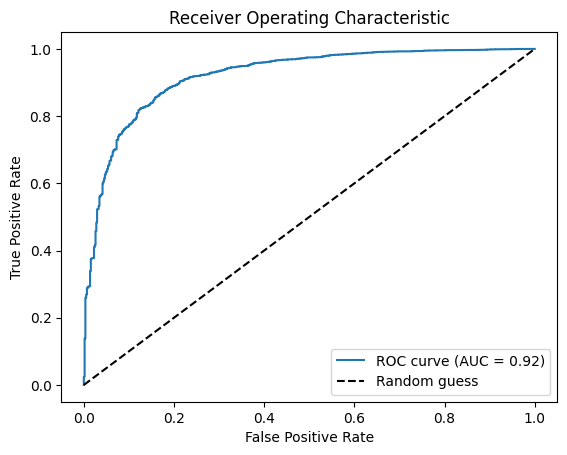 Receiver Operating Characteristic
True Positive Rate
1.0
0.8
0.6
0.4
0.2
0.0
ROC curve (AUC = 0.92)
Random guess
0.0 0.2 0.4 0.6 0.8 1.0
False Positive Rate